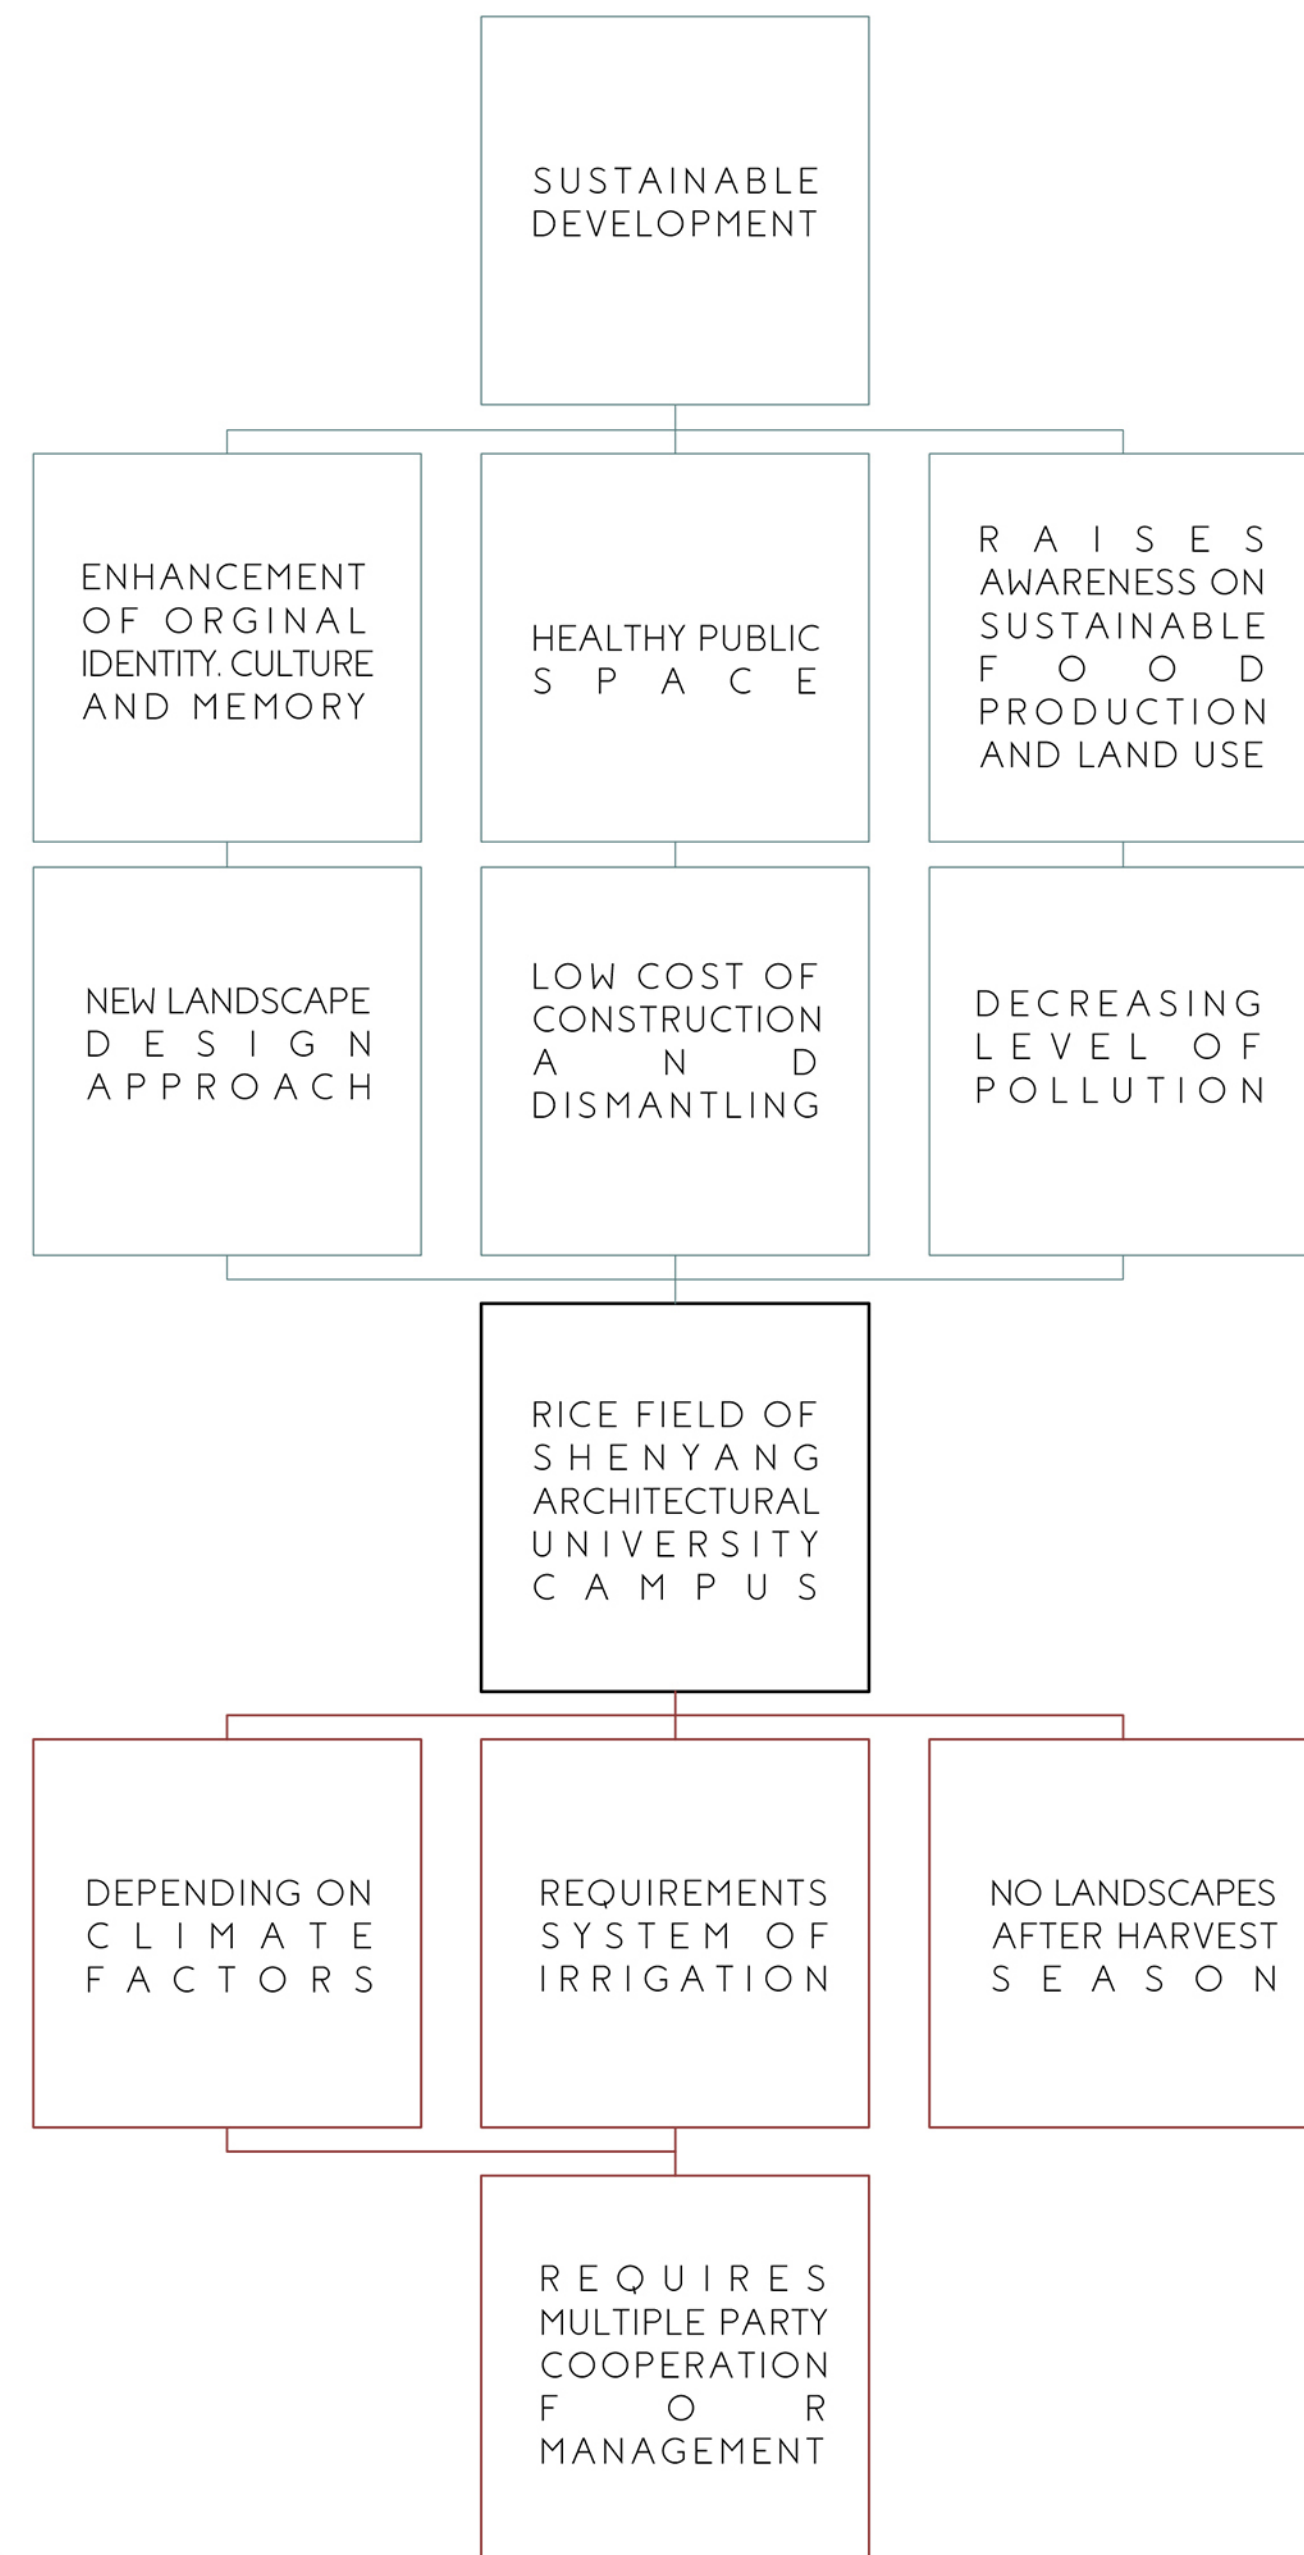 SUSTAINABLE
DEVELOPMENT
ENHANCEMENT
OF ORGINAL
IDENTITY. CULTURE
AND MEMORY
HEALTHY PUBLIC
SPACE
RAISES
AWARENESS ON
SUSTAINABLE
FOOD
PRODUCTION
AND LAND USE
NEW LANDSCAPE
DESIGN
APPROACH
LOW COST OF
CONSTRUCTION
AND
DISMANTLING
DECREASING
LEVEL OF
POLLUTION
RICE FIELD OF
SHENYANG
ARCHITECTURAL
UNIVERSITY
CAMPUS
DEPENDING ON
CLIMATE
FACTORS
REQUIREMENTS
SYSTEM OF
IRRIGATION
NO LANDSCAPES
AFTER HARVEST
SEASON
REQUIRES
MULTIPLE PARTY
COOPERATION
FOR
MANAGEMENT